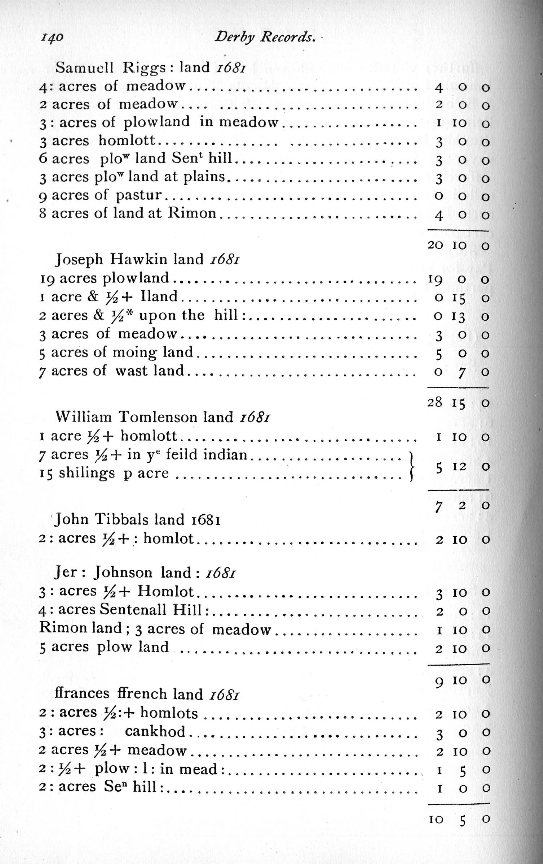 140 Derby Records.
Samuell Riggs : land 1681
4: acres of meadow.............................. 4 0 0
2 acres of meadow.... .......................... 2 0 0
3 : acres of plowland in meadow.................. 1 10 0
3 acres homlott................ ................. 3 0 0
6 acres ploʷ land Senᵗ hill........................ 3 0 0
3 acres ploʷ land at plains......................... 3 0 0
9 acres of pastur.................................. 0 0 0
8 acres of land at Rimon.......................... 4 0 0
20 10 0
Joseph Hawkin land 1681
19 acres plowland................................ 19 0 0
1 acre & ½+ Iland............................... 0 15 0
2 acres & ½* upon the hill :...................... 0 13 0
3 acres of meadow............................... 3 0 0
5 acres of moing land............................. 5 0 0
7 acres of wast land.............................. 0 7 0
28 15 0
William Tomlenson land 1681
1 acre ½+ homlott............................... 1 10 0
7 acres ½+ in yᵉ feild indian....................
15 shilings p acre .............................. } 5 12 0
7 2 0
John Tibbals land 1681
2 : acres ½+ : homlot............................. 2 10 0
Jer : Johnson land : 1681
3 : acres ½+ Homlot............................. 3 10 0
4 : acres Sentenall Hill :........................... 2 0 0
Rimon land ; 3 acres of meadow................... 1 10 0
5 acres plow land ............................... 2 10 0
9 10 0
ffrances ffrench land 1681
2 : acres ½:+ homlots ............................ 2 10 0
3 : acres : cankhod.............................. 3 0 0
2 acres ½+ meadow.............................. 2 10 0
2 : ½+ plow : l : in mead :......................... 1 5 0
2 : acres Seⁿ hill :................................. 1 0 0
10 5 0